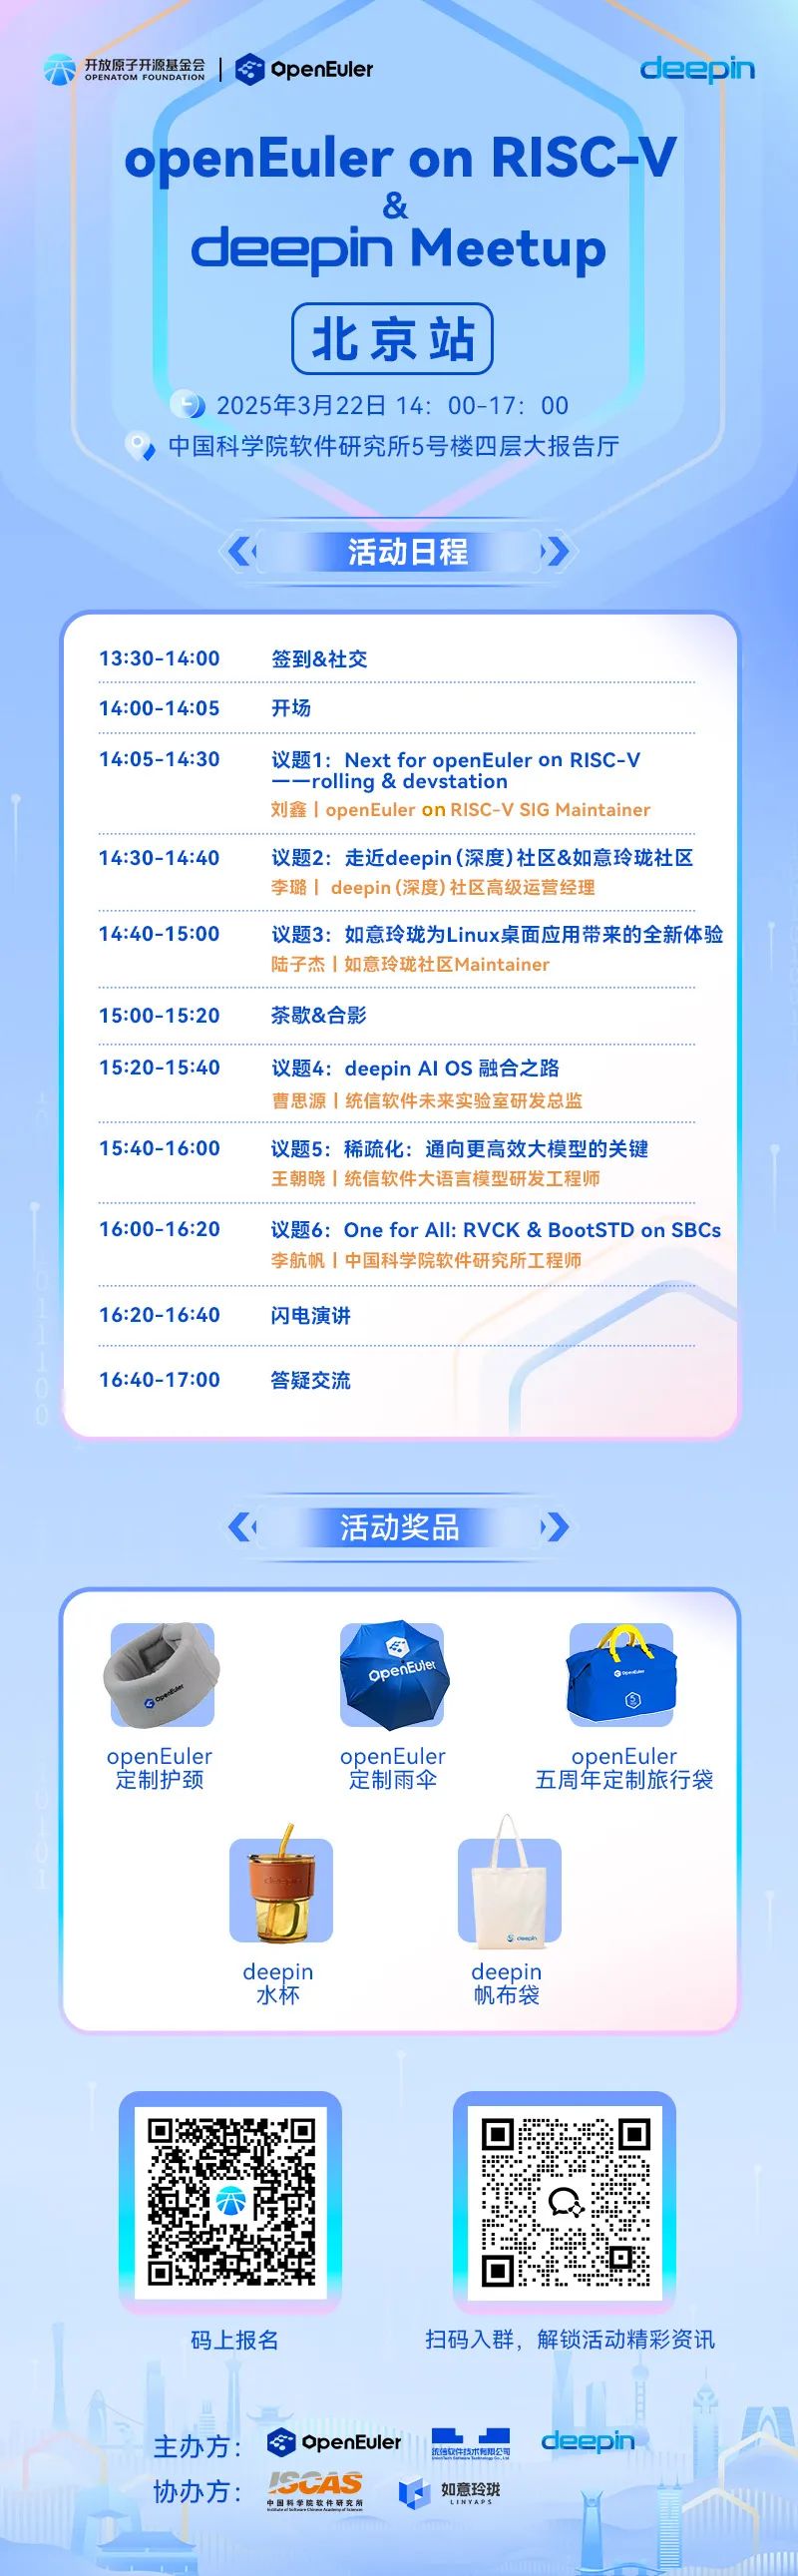 开放原子开源基金会
OPENATOM FOUNDATION
OpenEuler
deepin
openEuler on RISC-V
&
deepin Meetup
北京站
2025年3月22日 14：00-17：00
中国科学院软件研究所5号楼四层大报告厅
活动日程
13:30-14:00 签到&社交
14:00-14:05 开场
14:05-14:30 议题1：Next for openEuler on RISC-V
——rolling & devstation
刘鑫丨openEuler on RISC-V SIG Maintainer
14:30-14:40 议题2：走近deepin(深度)社区&如意玲珑社区
李璐丨 deepin(深度)社区高级运营经理
14:40-15:00 议题3：如意玲珑为Linux桌面应用带来的全新体验
陆子杰丨如意玲珑社区Maintainer
15:00-15:20 茶歇&合影
15:20-15:40 议题4：deepin AI OS 融合之路
曹思源丨统信软件未来实验室研发总监
15:40-16:00 议题5：稀疏化：通向更高效大模型的关键
王朝晓丨统信软件大语言模型研发工程师
16:00-16:20 议题6：One for All: RVCK & BootSTD on SBCs
李航帆丨中国科学院软件研究所工程师
16:20-16:40 闪电演讲
16:40-17:00 答疑交流
活动奖品
OpenEuler
OpenEuler
OpenEuler
openEuler
定制护颈
openEuler
定制雨伞
openEuler
五周年定制旅行袋
deepin
deepin
deepin
水杯
deepin
帆布袋
码上报名
扫码入群，解锁活动精彩资讯
主办方：
OpenEuler
统信软件技术有限公司
deepin
协办方：
ISCAS
中国科学院软件研究所
Institute of Software Chinese Academy of Sciences
如意玲珑
LINYAPS